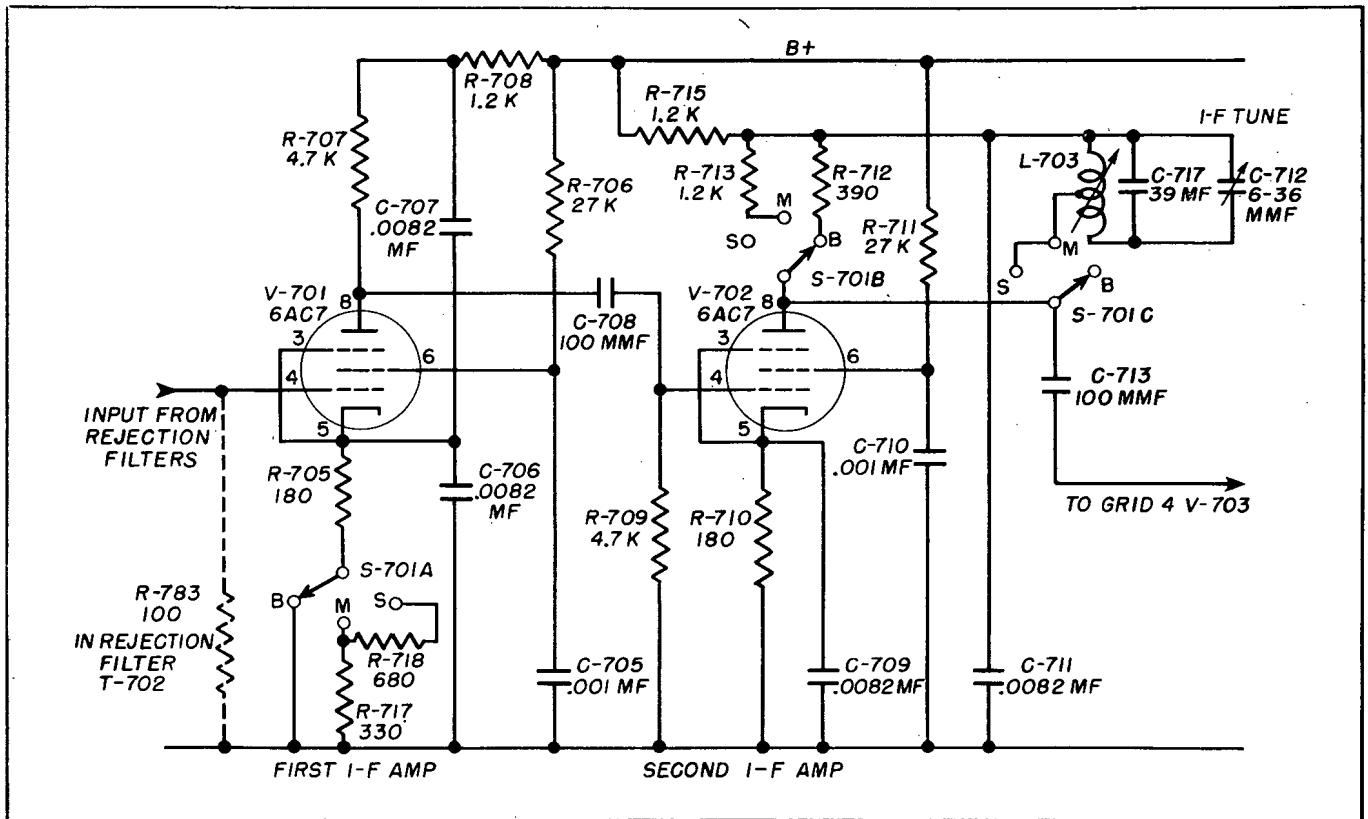 B+
R-708
1.2 K
R-707
4.7 K
R-715
1.2 K
I-F TUNE
R-706
27 K
R-713
1.2 K
M
R-712
390
L-703
C-717
39 MF
C-712
6-36
MMF
C-707
.0082
MF
R-711
27 K
S
B
M
S-701B
S
B
S-701C
V-701
6AC7
8
3
4
5
6
C-708
100 MMF
V-702
6AC7
8
3
4
5
6
C-713
100 MMF
INPUT FROM
REJECTION
FILTERS
R-705
180
C-706
.0082
MF
R-709
4.7 K
R-710
180
C-710
.001 MF
TO GRID 4 V-703
S-701A
B
M
S
R-783
100
IN REJECTION
FILTER
T-702
R-718
680
R-717
330
C-705
.001 MF
C-709
.0082MF
C-711
.0082 MF
FIRST I-F AMP
SECOND I-F AMP